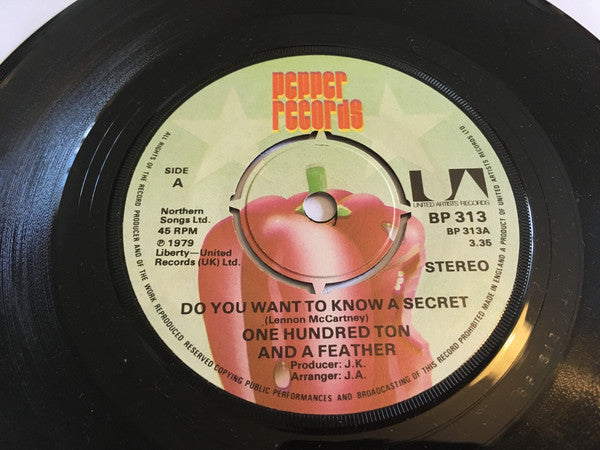 pepper
records
SIDE
A
Northern
Songs Ltd.
45 RPM
℗ 1979
Liberty—United
Records (UK) Ltd.
UA
UNITED ARTISTS RECORDS
BP 313
BP 313A
3.35
STEREO
DO YOU WANT TO KNOW A SECRET
(Lennon McCartney)
ONE HUNDRED TON
AND A FEATHER
Producer: J.K.
Arranger: J.A.
ALL RIGHTS OF THE RECORD PRODUCER AND OF THE WORK REPRODUCED RESERVED COPYING PUBLIC PERFORMANCES AND BROADCASTING OF THIS RECORD PROHIBITED MADE IN ENGLAND A PRODUCT OF UNITED ARTISTS RECORDS LTD